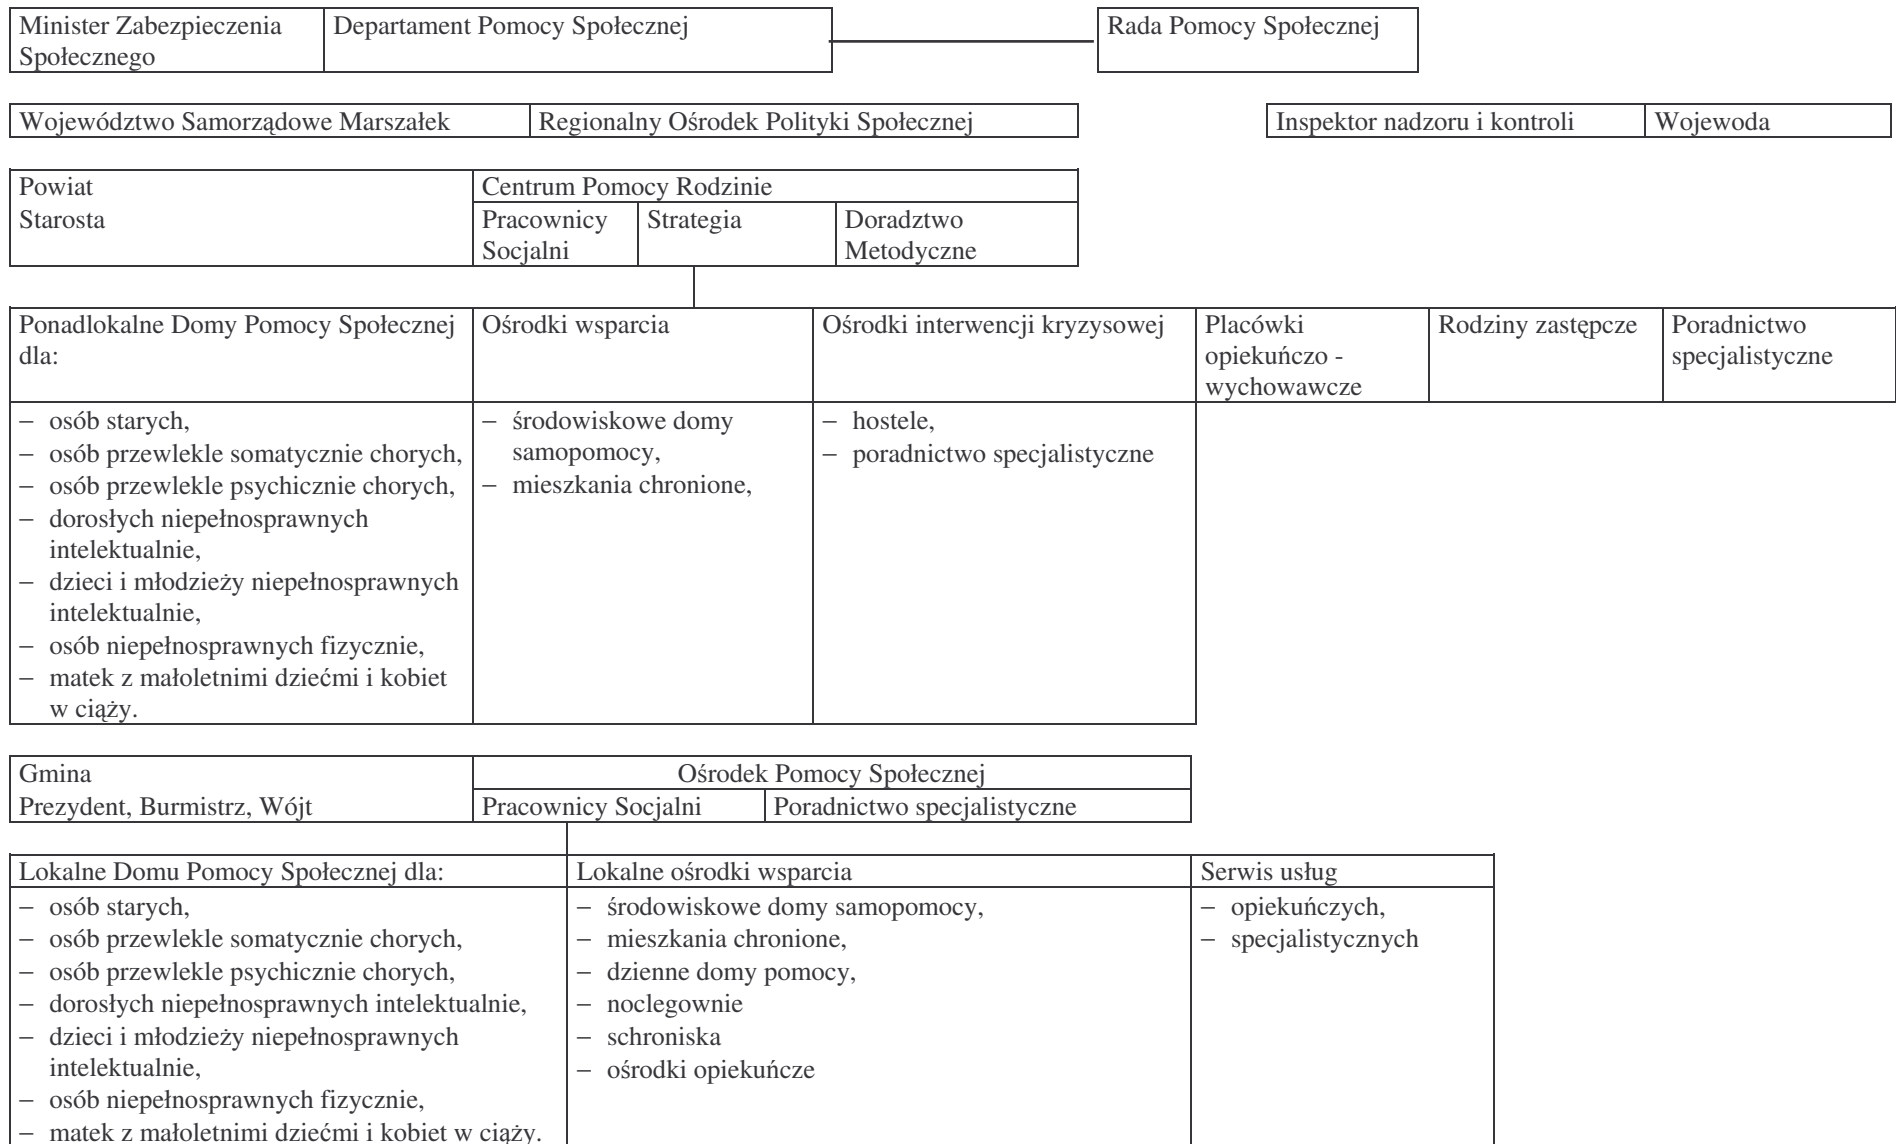 Minister Zabezpieczenia
Społecznego
Departament Pomocy Społecznej
Rada Pomocy Społecznej
Województwo Samorządowe Marszałek
Regionalny Ośrodek Polityki Społecznej
Inspektor nadzoru i kontroli
Wojewoda
Powiat
Starosta
Centrum Pomocy Rodzinie
Pracownicy
Socjalni
Strategia
Doradztwo
Metodyczne
Ponadlokalne Domy Pomocy Społecznej
dla:
Ośrodki wsparcia
Ośrodki interwencji kryzysowej
Placówki
opiekuńczo -
wychowawcze
Rodziny zastępcze
Poradnictwo
specjalistyczne
– osób starych,
– osób przewlekle somatycznie chorych,
– osób przewlekle psychicznie chorych,
– dorosłych niepełnosprawnych
intelektualnie,
– dzieci i młodzieży niepełnosprawnych
intelektualnie,
– osób niepełnosprawnych fizycznie,
– matek z małoletnimi dziećmi i kobiet
w ciąży.
– środowiskowe domy
samopomocy,
– mieszkania chronione,
– hostele,
– poradnictwo specjalistyczne
Gmina
Prezydent, Burmistrz, Wójt
Ośrodek Pomocy Społecznej
Pracownicy Socjalni
Poradnictwo specjalistyczne
Lokalne Domu Pomocy Społecznej dla:
Lokalne ośrodki wsparcia
Serwis usług
– osób starych,
– osób przewlekle somatycznie chorych,
– osób przewlekle psychicznie chorych,
– dorosłych niepełnosprawnych intelektualnie,
– dzieci i młodzieży niepełnosprawnych
intelektualnie,
– osób niepełnosprawnych fizycznie,
– matek z małoletnimi dziećmi i kobiet w ciąży.
– środowiskowe domy samopomocy,
– mieszkania chronione,
– dzienne domy pomocy,
– noclegownie
– schroniska
– ośrodki opiekuńcze
– opiekuńczych,
– specjalistycznych